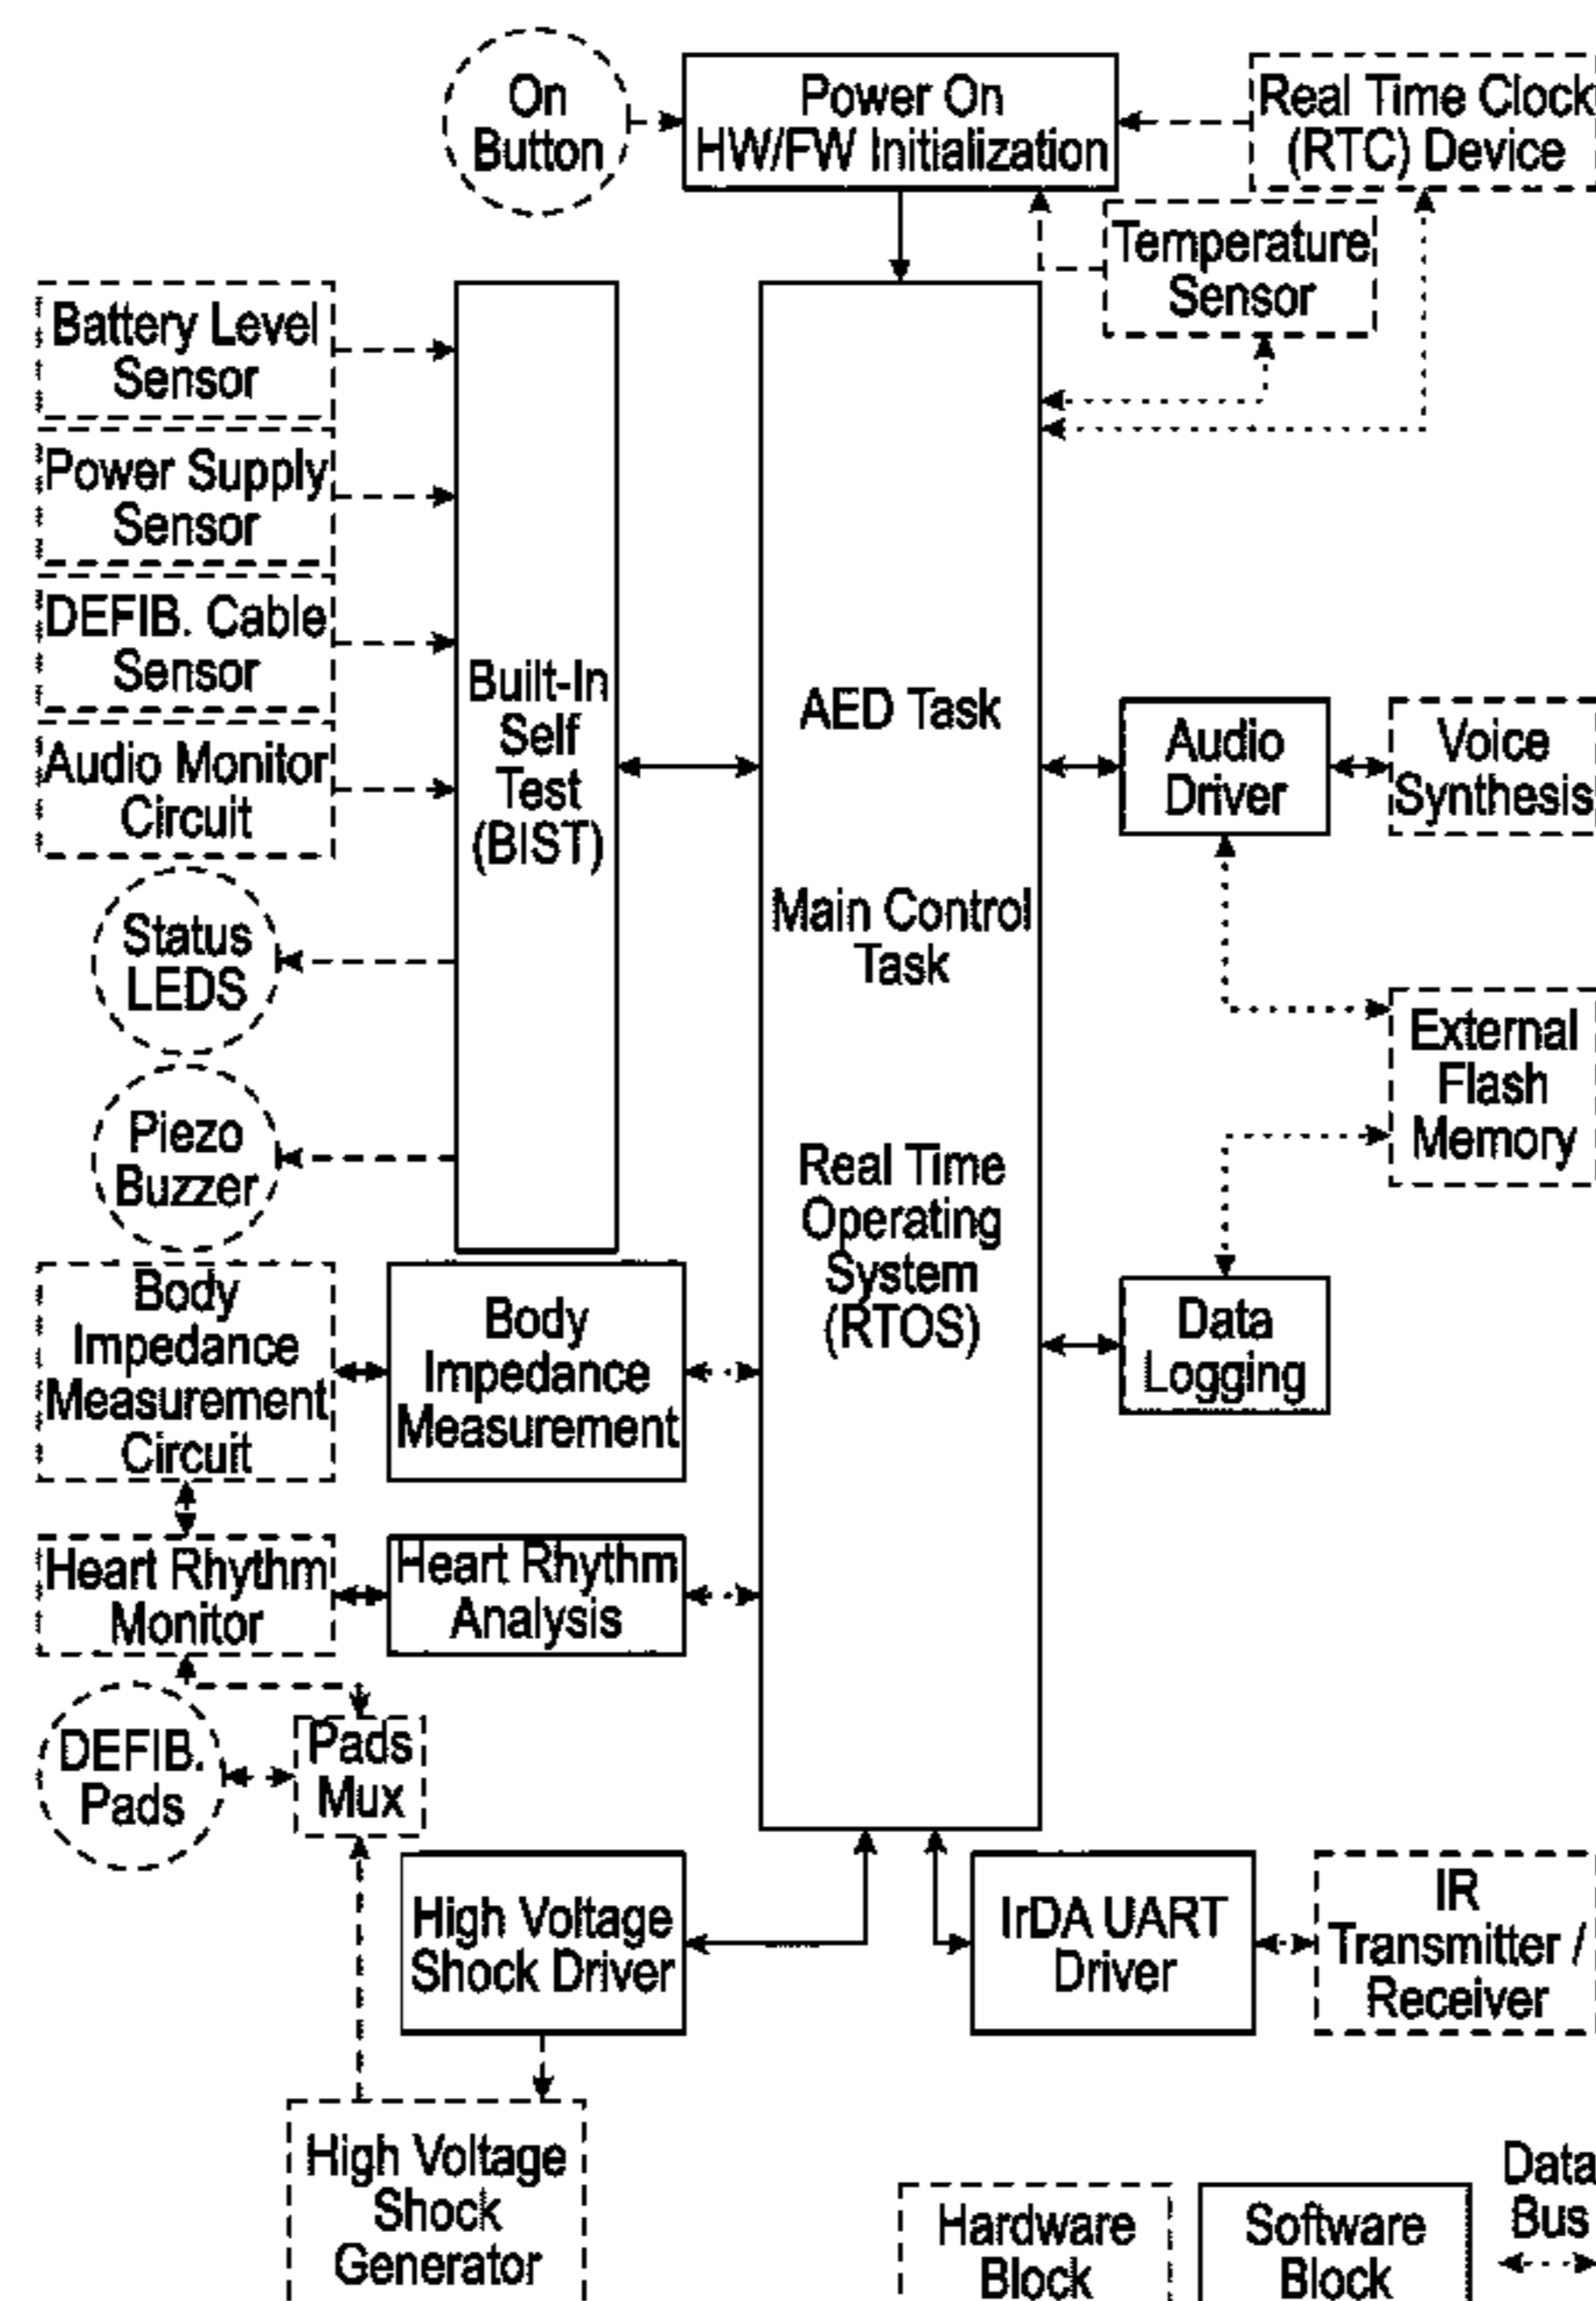 On
Button
Power On
HW/FW Initialization
Real Time Clock
(RTC) Device
Temperature
Sensor
Battery Level
Sensor
Power Supply
Sensor
DEFIB. Cable
Sensor
Audio Monitor
Circuit
Status
LEDS
Piezo
Buzzer
Built-In
Self
Test
(BIST)
AED Task
Main Control
Task
Real Time
Operating
System
(RTOS)
Audio
Driver
Voice
Synthesis
External
Flash
Memory
Data
Logging
Body
Impedance
Measurement
Circuit
Body
Impedance
Measurement
Heart Rhythm
Monitor
Heart Rhythm
Analysis
DEFIB.
Pads
Pads
Mux
High Voltage
Shock Driver
IrDA UART
Driver
IR
Transmitter /
Receiver
High Voltage
Shock
Generator
Hardware
Block
Software
Block
Data
Bus